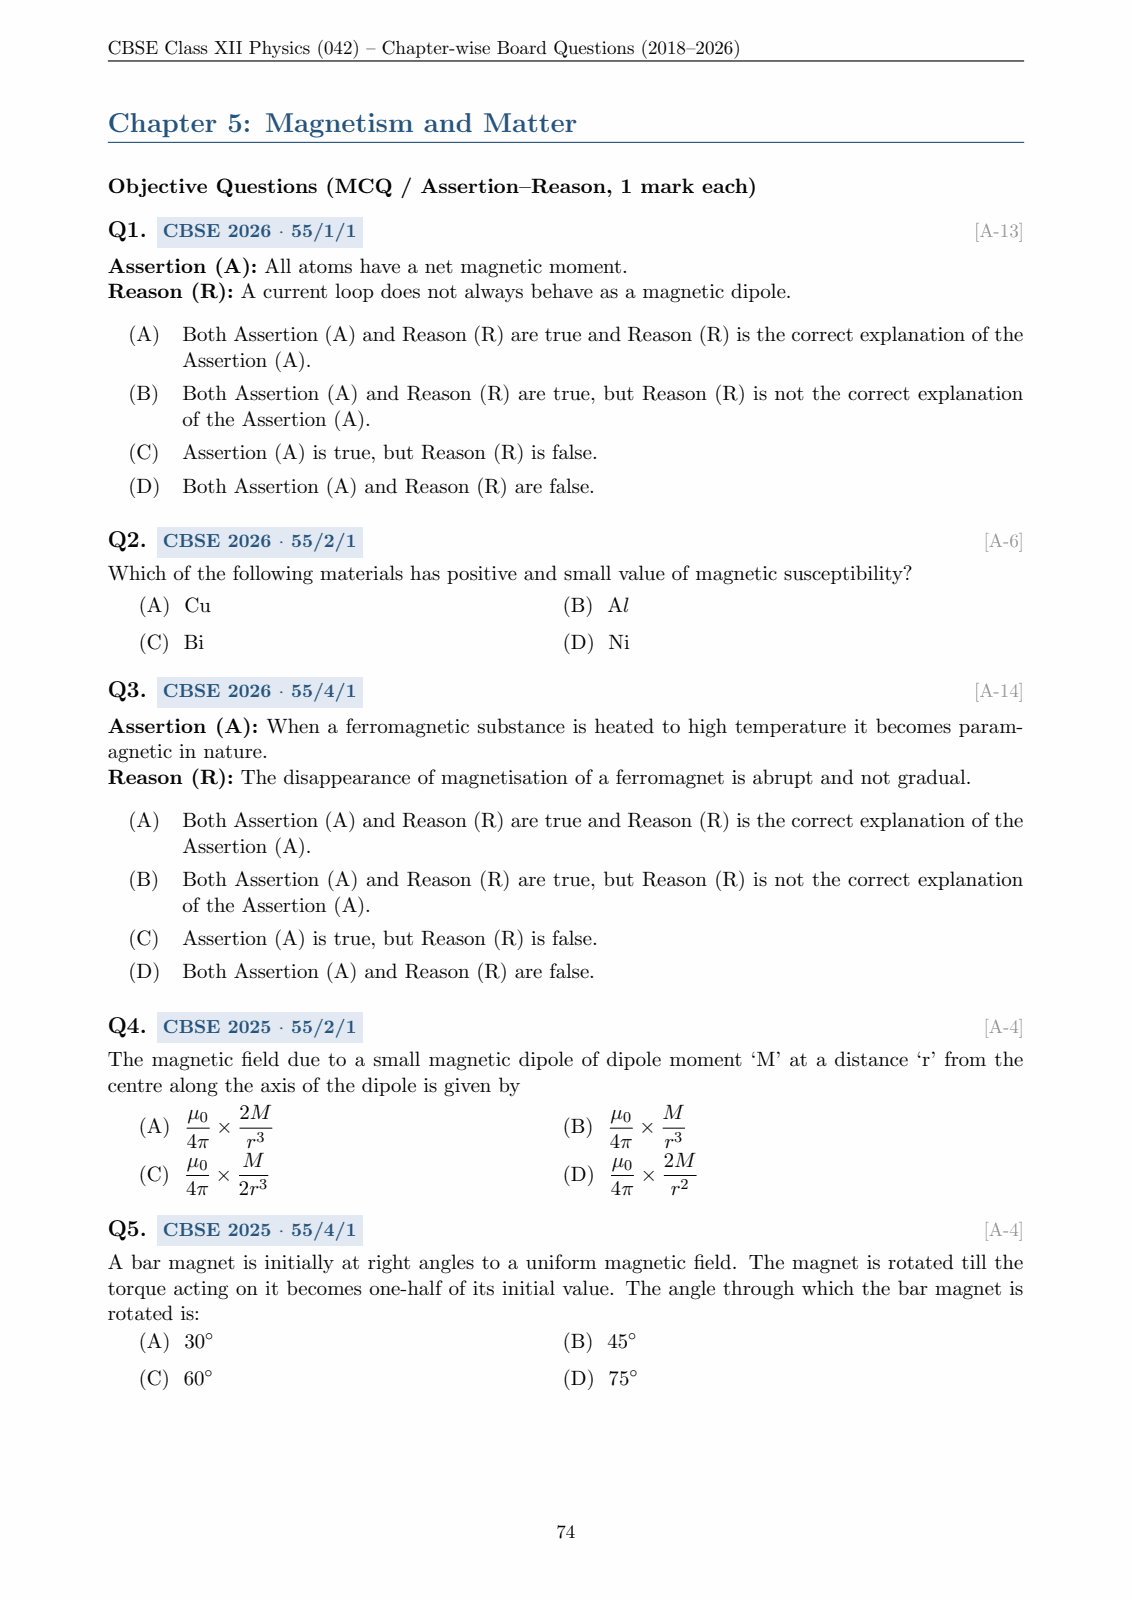 CBSE Class XII Physics (042) – Chapter-wise Board Questions (2018–2026)
Chapter 5: Magnetism and Matter
Objective Questions (MCQ / Assertion–Reason, 1 mark each)
Q1. CBSE 2026 · 55/1/1 [A-13]
Assertion (A): All atoms have a net magnetic moment.
Reason (R): A current loop does not always behave as a magnetic dipole.
(A) Both Assertion (A) and Reason (R) are true and Reason (R) is the correct explanation of the
Assertion (A).
(B) Both Assertion (A) and Reason (R) are true, but Reason (R) is not the correct explanation
of the Assertion (A).
(C) Assertion (A) is true, but Reason (R) is false.
(D) Both Assertion (A) and Reason (R) are false.
Q2. CBSE 2026 · 55/2/1 [A-6]
Which of the following materials has positive and small value of magnetic susceptibility?
(A) Cu (B) Al
(C) Bi (D) Ni
Q3. CBSE 2026 · 55/4/1 [A-14]
Assertion (A): When a ferromagnetic substance is heated to high temperature it becomes param-
agnetic in nature.
Reason (R): The disappearance of magnetisation of a ferromagnet is abrupt and not gradual.
(A) Both Assertion (A) and Reason (R) are true and Reason (R) is the correct explanation of the
Assertion (A).
(B) Both Assertion (A) and Reason (R) are true, but Reason (R) is not the correct explanation
of the Assertion (A).
(C) Assertion (A) is true, but Reason (R) is false.
(D) Both Assertion (A) and Reason (R) are false.
Q4. CBSE 2025 · 55/2/1 [A-4]
The magnetic field due to a small magnetic dipole of dipole moment ‘M’ at a distance ‘r’ from the
centre along the axis of the dipole is given by
(A) μ₀/4π × 2M/r³ (B) μ₀/4π × M/r³
(C) μ₀/4π × M/2r³ (D) μ₀/4π × 2M/r²
Q5. CBSE 2025 · 55/4/1 [A-4]
A bar magnet is initially at right angles to a uniform magnetic field. The magnet is rotated till the
torque acting on it becomes one-half of its initial value. The angle through which the bar magnet is
rotated is:
(A) 30° (B) 45°
(C) 60° (D) 75°
74